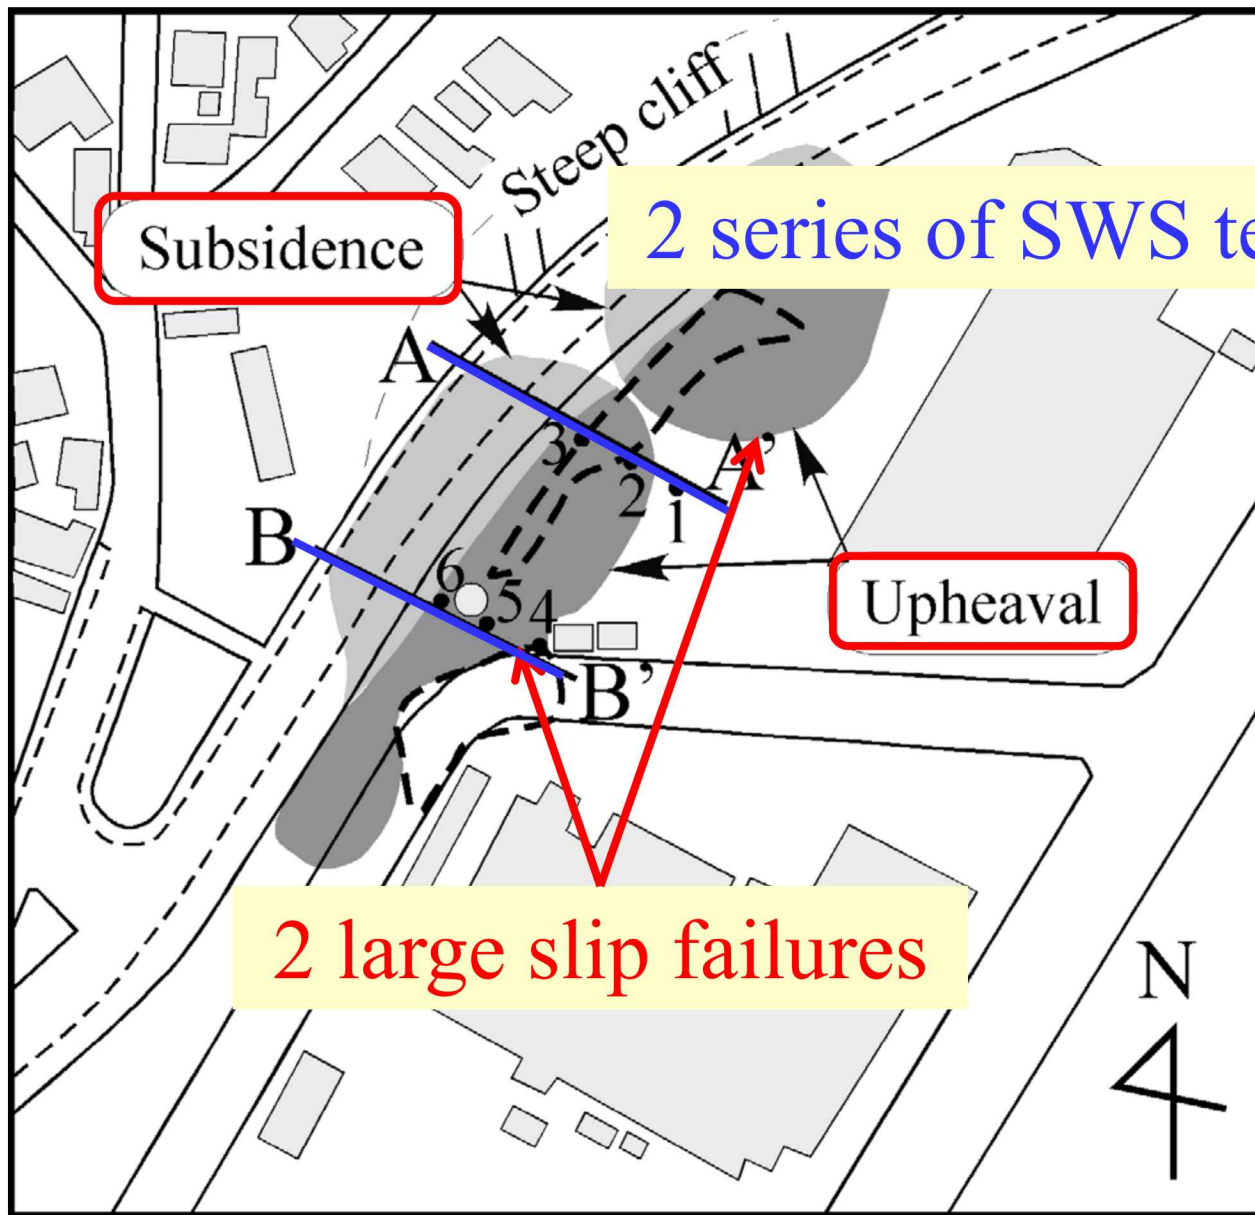 Steep cliff
Subsidence
2 series of SWS te
A
3
2
A'
1
B
6
5
4
Upheaval
B'
2 large slip failures
N